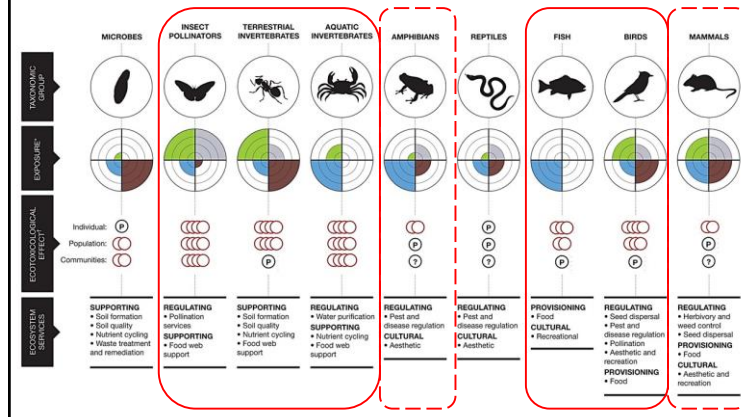 MICROBES
INSECT
POLLINATORS
TERRESTRIAL
INVERTEBRATES
AQUATIC
INVERTEBRATES
AMPHIBIANS
REPTILES
FISH
BIRDS
MAMMALS
TAXONOMIC
GROUP
EXPOSURE*
ECOTOXICOLOGICAL
EFFECT†
Individual:
P
P
Population:
P
P
P
Communities:
P
?
?
P
P
?
ECOSYSTEM
SERVICES
SUPPORTING
• Soil formation
• Soil quality
• Nutrient cycling
• Waste treatment
and remediation
REGULATING
• Pollination
services
SUPPORTING
• Food web
support
SUPPORTING
• Soil formation
• Soil quality
• Nutrient cycling
• Food web
support
REGULATING
• Water purification
SUPPORTING
• Nutrient cycling
• Food web
support
REGULATING
• Pest and
disease regulation
CULTURAL
• Aesthetic
REGULATING
• Pest and
disease regulation
CULTURAL
• Aesthetic
PROVISIONING
• Food
CULTURAL
• Recreational
REGULATING
• Seed dispersal
• Pest and
disease regulation
• Pollination
• Aesthetic and
recreation
PROVISIONING
• Food
REGULATING
• Herbivory and
weed control
• Seed dispersal
PROVISIONING
• Food
CULTURAL
• Aesthetic and
recreation